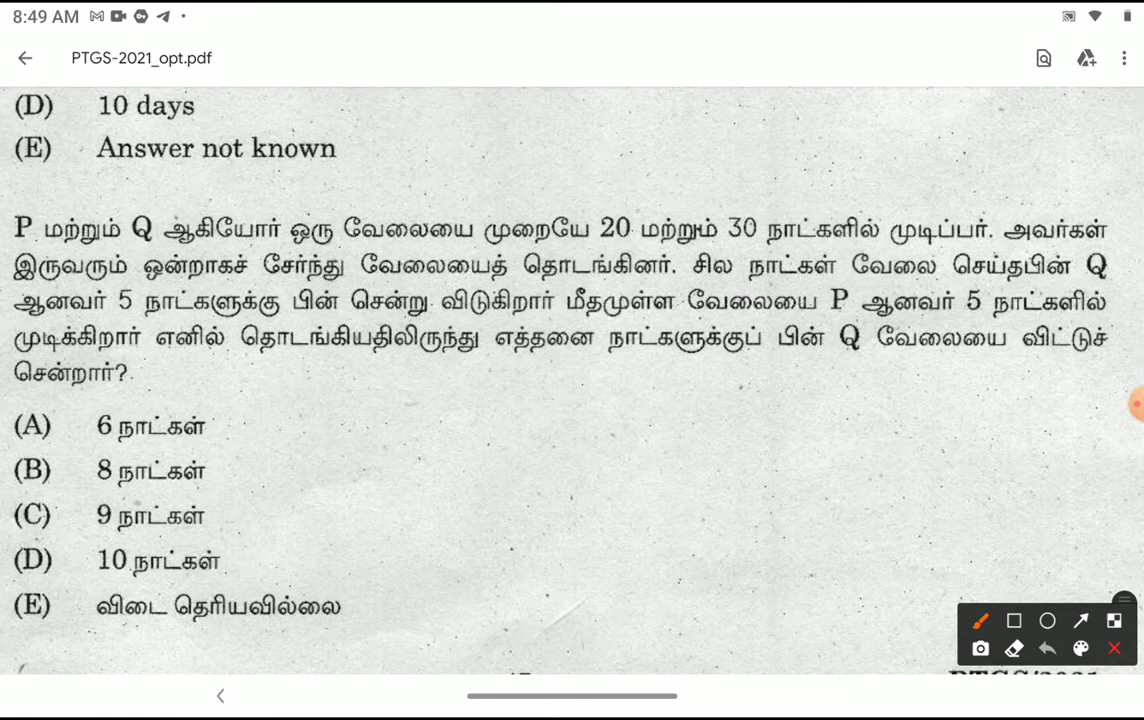 8:49 AM
PTGS-2021_opt.pdf
(D) 10 days
(E) Answer not known
P மற்றும் Q ஆகியோர் ஒரு வேலையை முறையே 20 மற்றும் 30 நாட்களில் முடிப்பர். அவர்கள்
இருவரும் ஒன்றாகச் சேர்ந்து வேலையைத் தொடங்கினர். சில நாட்கள் வேலை செய்தபின் Q
ஆனவர் 5 நாட்களுக்கு பின் சென்று விடுகிறார் மீதமுள்ள வேலையை P ஆனவர் 5 நாட்களில்
முடிக்கிறார் எனில் தொடங்கியதிலிருந்து எத்தனை நாட்களுக்குப் பின் Q வேலையை விட்டுச்
சென்றார்?
(A) 6 நாட்கள்
(B) 8 நாட்கள்
(C) 9 நாட்கள்
(D) 10 நாட்கள்
(E) விடை தெரியவில்லை